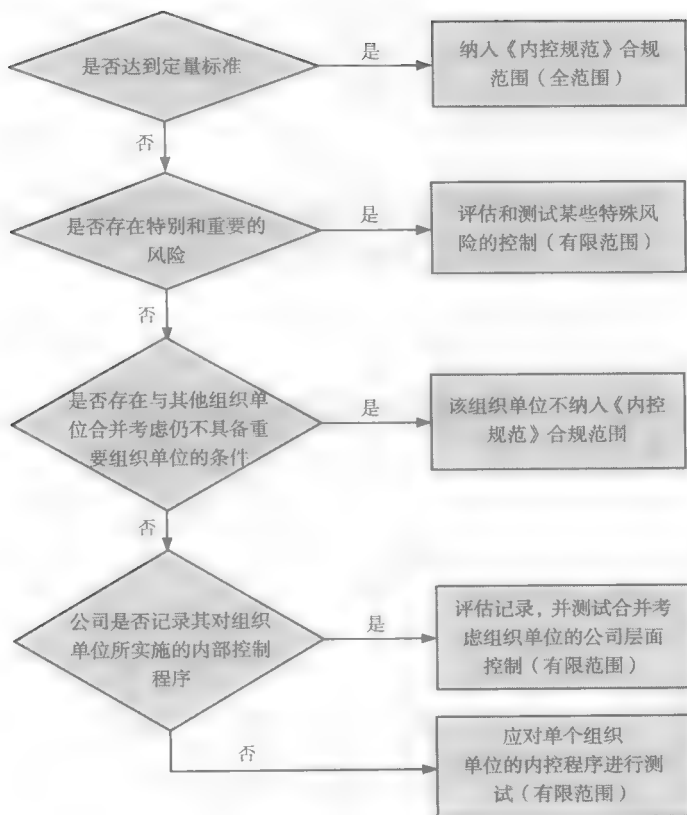 是否达到定量标准
是
纳入《内控规范》合规
范围（全范围）
否
是否存在特别和重要的
风险
是
评估和测试某些特殊风
险的控制（有限范围）
否
是否存在与其他组织单
位合并考虑仍不具备重
要组织单位的条件
是
该组织单位不纳入《内控
规范》合规范围
否
公司是否记录其对组织
单位所实施的内部控制
程序
是
评估记录，并测试合并考
虑组织单位的公司层面
控制（有限范围）
否
应对单个组织
单位的内控程序进行测
试（有限范围）